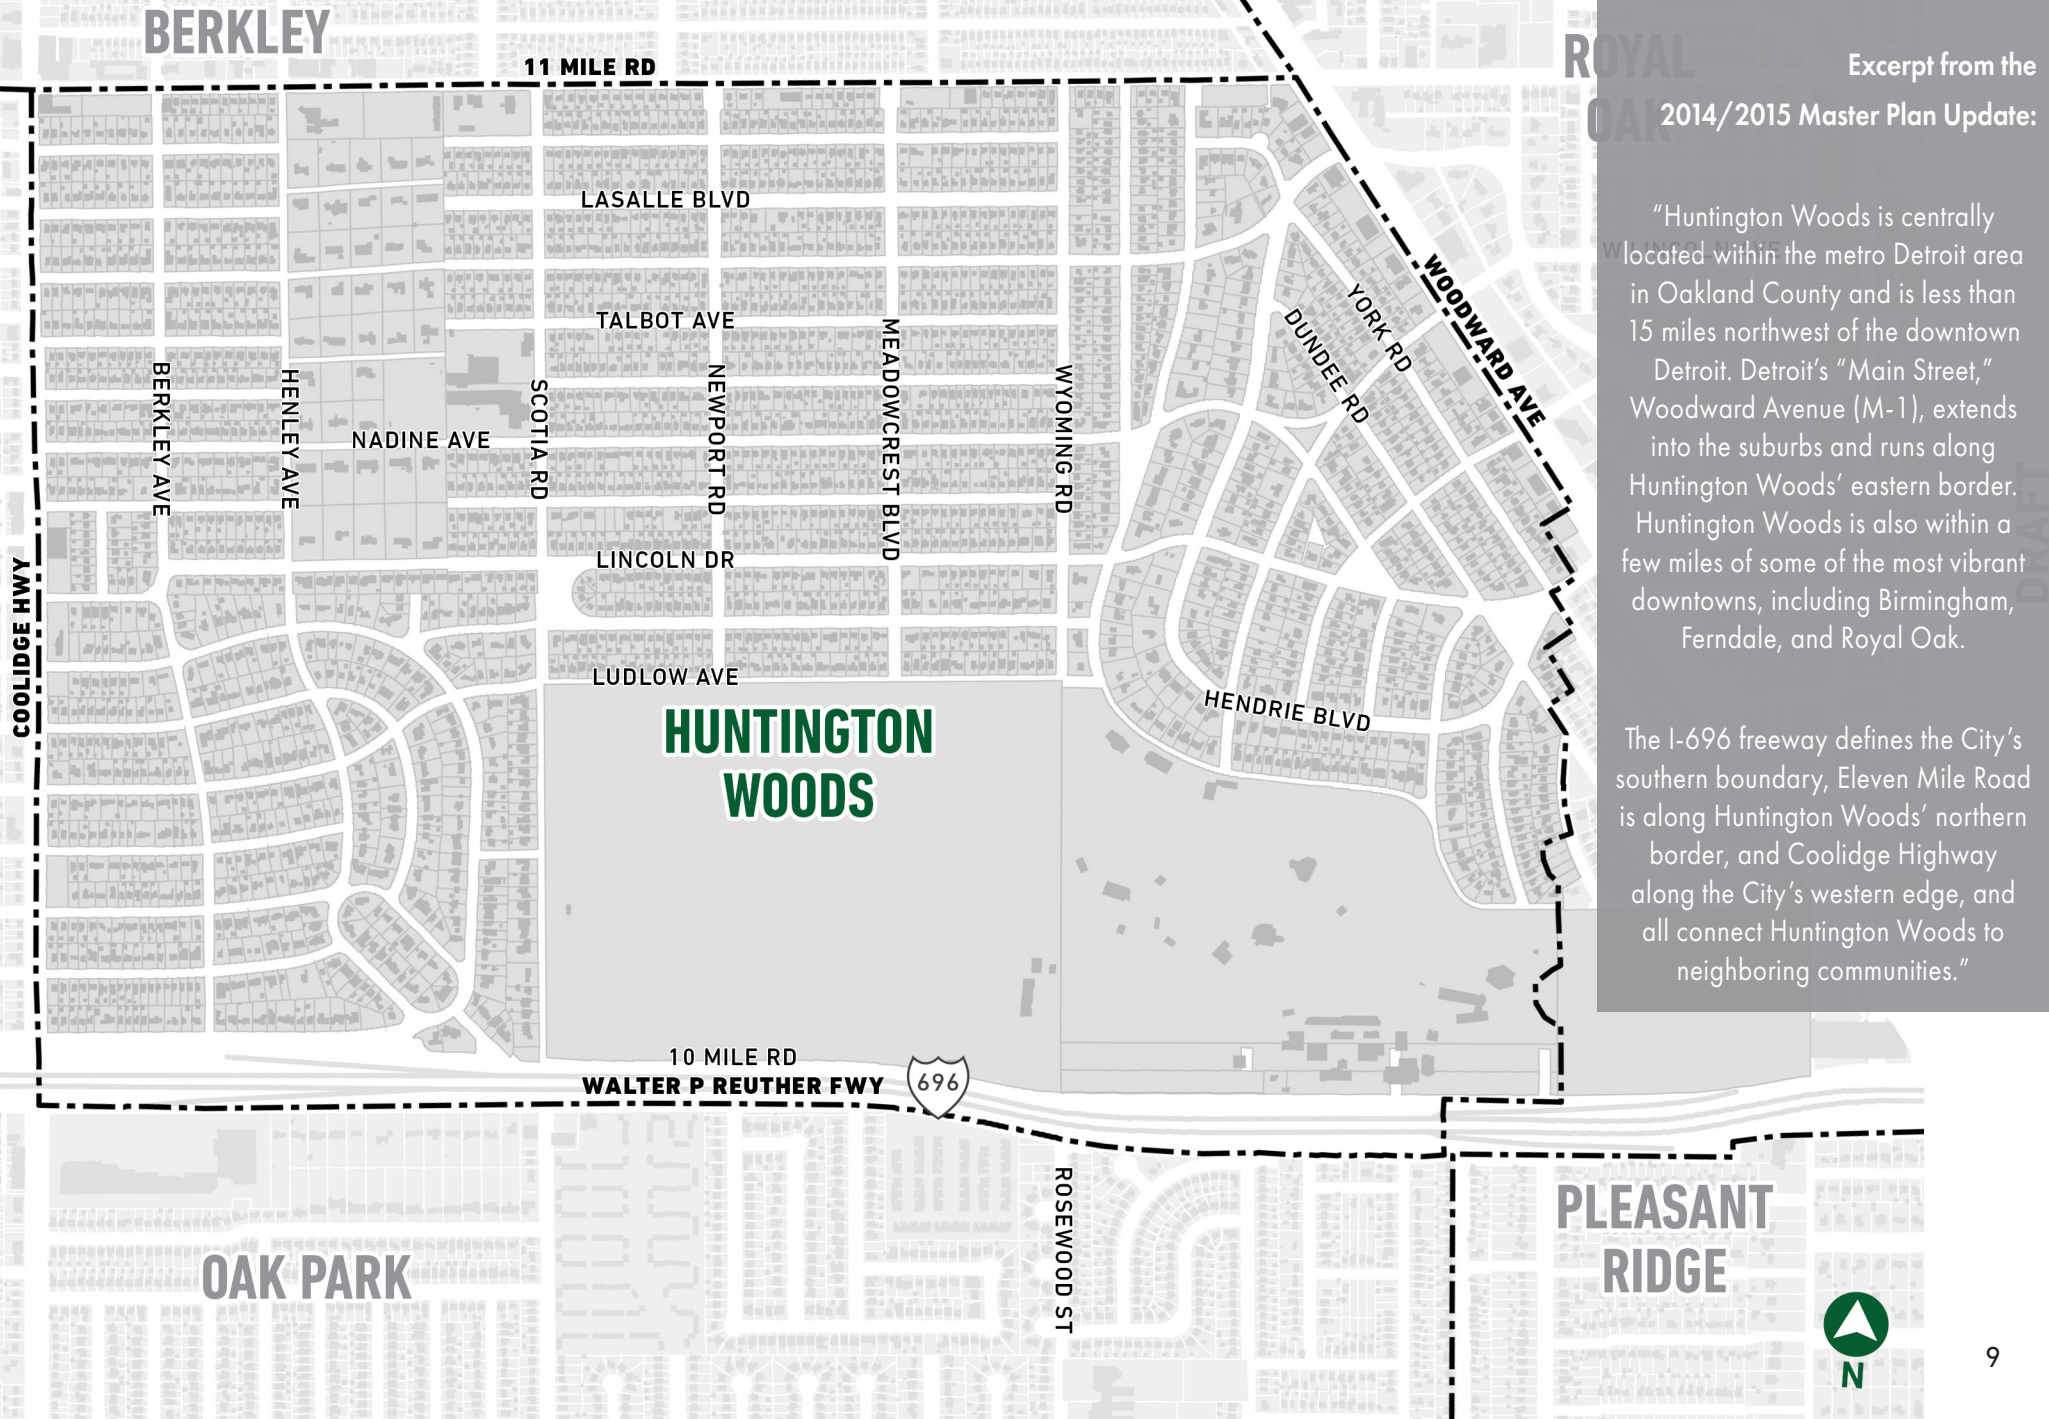 BERKLEY
11 MILE RD
ROYAL
OAK
Excerpt from the
2014/2015 Master Plan Update:
“Huntington Woods is centrally
located within the metro Detroit area
in Oakland County and is less than
15 miles northwest of the downtown
Detroit. Detroit’s “Main Street,”
Woodward Avenue (M-1), extends
into the suburbs and runs along
Huntington Woods’ eastern border.
Huntington Woods is also within a
few miles of some of the most vibrant
downtowns, including Birmingham,
Ferndale, and Royal Oak.
The I-696 freeway defines the City’s
southern boundary, Eleven Mile Road
is along Huntington Woods’ northern
border, and Coolidge Highway
along the City’s western edge, and
all connect Huntington Woods to
neighboring communities.”
W LINCOLN AVE
DRAFT
LASALLE BLVD
TALBOT AVE
YORK RD
DUNDEE RD
WOODWARD AVE
BERKLEY AVE
HENLEY AVE
NADINE AVE
SCOTIA RD
NEWPORT RD
MEADOWCREST BLVD
WYOMING RD
LINCOLN DR
COOLIDGE HWY
LUDLOW AVE
HENDRIE BLVD
HUNTINGTON
WOODS
10 MILE RD
WALTER P REUTHER FWY
696
ROSEWOOD ST
OAK PARK
PLEASANT
RIDGE
N
9